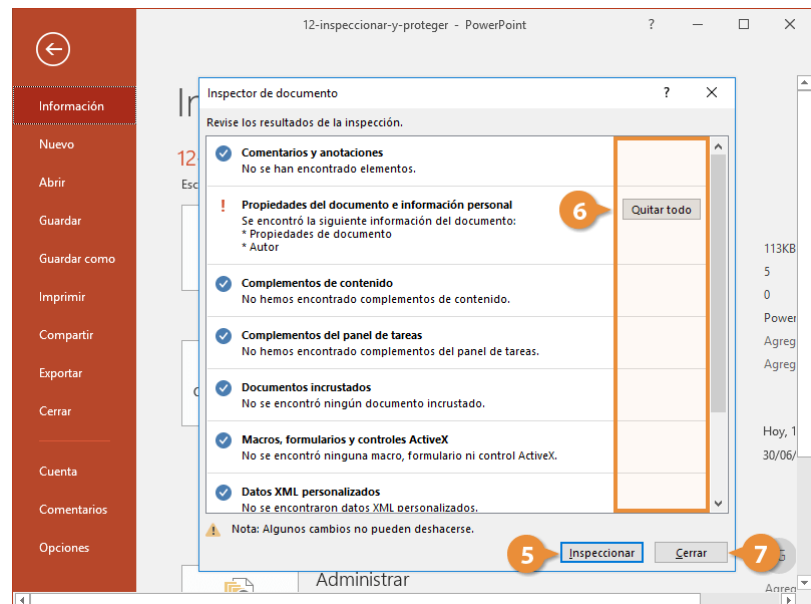 12-inspeccionar-y-proteger - PowerPoint
Información
Nuevo
Abrir
Guardar
Guardar como
Imprimir
Compartir
Exportar
Cerrar
Cuenta
Comentarios
Opciones
Inspector de documento
Revise los resultados de la inspección.
Comentarios y anotaciones
No se han encontrado elementos.
Propiedades del documento e información personal
Se encontró la siguiente información del documento:
* Propiedades de documento
* Autor
6
Quitar todo
Complementos de contenido
No hemos encontrado complementos de contenido.
Complementos del panel de tareas
No hemos encontrado complementos del panel de tareas.
Documentos incrustados
No se encontró ningún documento incrustado.
Macros, formularios y controles ActiveX
No se encontró ninguna macro, formulario ni control ActiveX.
Datos XML personalizados
No se encontraron datos XML personalizados.
Nota: Algunos cambios no pueden deshacerse.
5
Inspeccionar
Cerrar
7
Administrar
113KB
5
0
Power
Agreg
Agreg
Hoy, 1
30/06/
Agreg